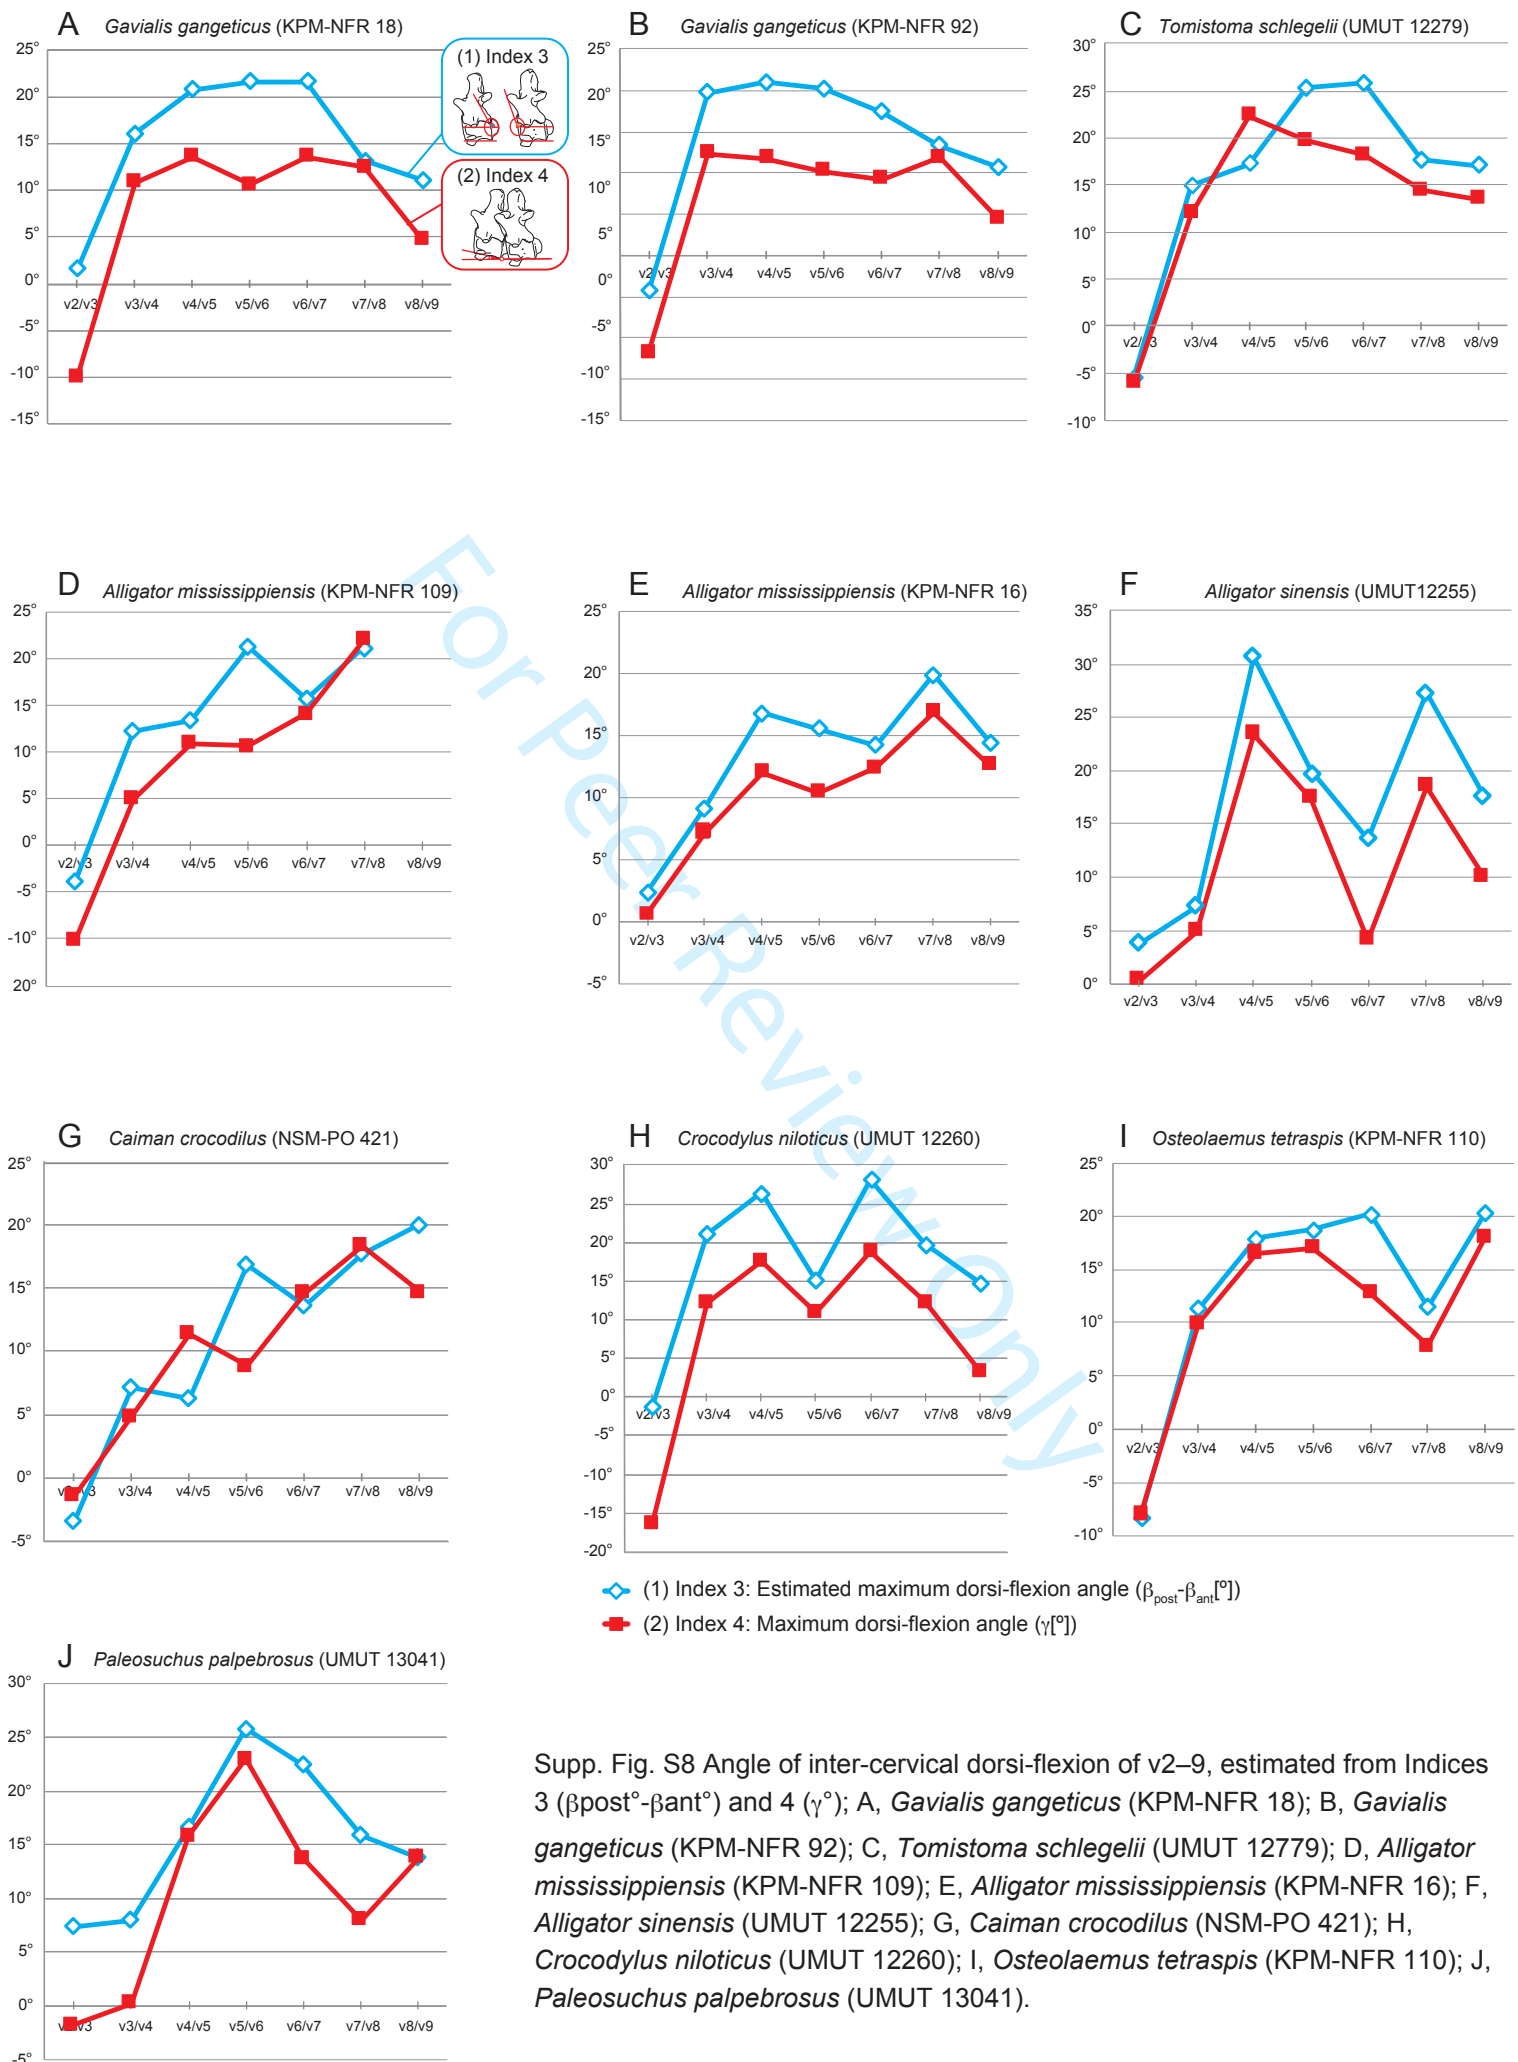 A Gavialis gangeticus (KPM-NFR 18)
25°
20°
15°
10°
5°
0°
-5°
-10°
-15°
v2/v3 v3/v4 v4/v5 v5/v6 v6/v7 v7/v8 v8/v9
(1) Index 3
(2) Index 4
B Gavialis gangeticus (KPM-NFR 92)
25°
20°
15°
10°
5°
0°
-5°
-10°
-15°
v2/v3 v3/v4 v4/v5 v5/v6 v6/v7 v7/v8 v8/v9
C Tomistoma schlegelii (UMUT 12279)
30°
25°
20°
15°
10°
5°
0°
-5°
-10°
v2/v3 v3/v4 v4/v5 v5/v6 v6/v7 v7/v8 v8/v9
D Alligator mississippiensis (KPM-NFR 109)
25°
20°
15°
10°
5°
0°
-5°
-10°
20°
v2/v3 v3/v4 v4/v5 v5/v6 v6/v7 v7/v8 v8/v9
E Alligator mississippiensis (KPM-NFR 16)
25°
20°
15°
10°
5°
0°
-5°
v2/v3 v3/v4 v4/v5 v5/v6 v6/v7 v7/v8 v8/v9
F Alligator sinensis (UMUT12255)
35°
30°
25°
20°
15°
10°
5°
0°
v2/v3 v3/v4 v4/v5 v5/v6 v6/v7 v7/v8 v8/v9
G Caiman crocodilus (NSM-PO 421)
25°
20°
15°
10°
5°
0°
-5°
v2/v3 v3/v4 v4/v5 v5/v6 v6/v7 v7/v8 v8/v9
H Crocodylus niloticus (UMUT 12260)
30°
25°
20°
15°
10°
5°
0°
-5°
-10°
-15°
-20°
v2/v3 v3/v4 v4/v5 v5/v6 v6/v7 v7/v8 v8/v9
I Osteolaemus tetraspis (KPM-NFR 110)
25°
20°
15°
10°
5°
0°
-5°
-10°
v2/v3 v3/v4 v4/v5 v5/v6 v6/v7 v7/v8 v8/v9
(1) Index 3: Estimated maximum dorsi-flexion angle (βpost-βant[º])
(2) Index 4: Maximum dorsi-flexion angle (γ[º])
J Paleosuchus palpebrosus (UMUT 13041)
30°
25°
20°
15°
10°
5°
0°
-5°
v2/v3 v3/v4 v4/v5 v5/v6 v6/v7 v7/v8 v8/v9
Supp. Fig. S8 Angle of inter-cervical dorsi-flexion of v2–9, estimated from Indices
3 (βpost°-βant°) and 4 (γ°); A, Gavialis gangeticus (KPM-NFR 18); B, Gavialis
gangeticus (KPM-NFR 92); C, Tomistoma schlegelii (UMUT 12779); D, Alligator
mississippiensis (KPM-NFR 109); E, Alligator mississippiensis (KPM-NFR 16); F,
Alligator sinensis (UMUT 12255); G, Caiman crocodilus (NSM-PO 421); H,
Crocodylus niloticus (UMUT 12260); I, Osteolaemus tetraspis (KPM-NFR 110); J,
Paleosuchus palpebrosus (UMUT 13041).
For Peer Review Only